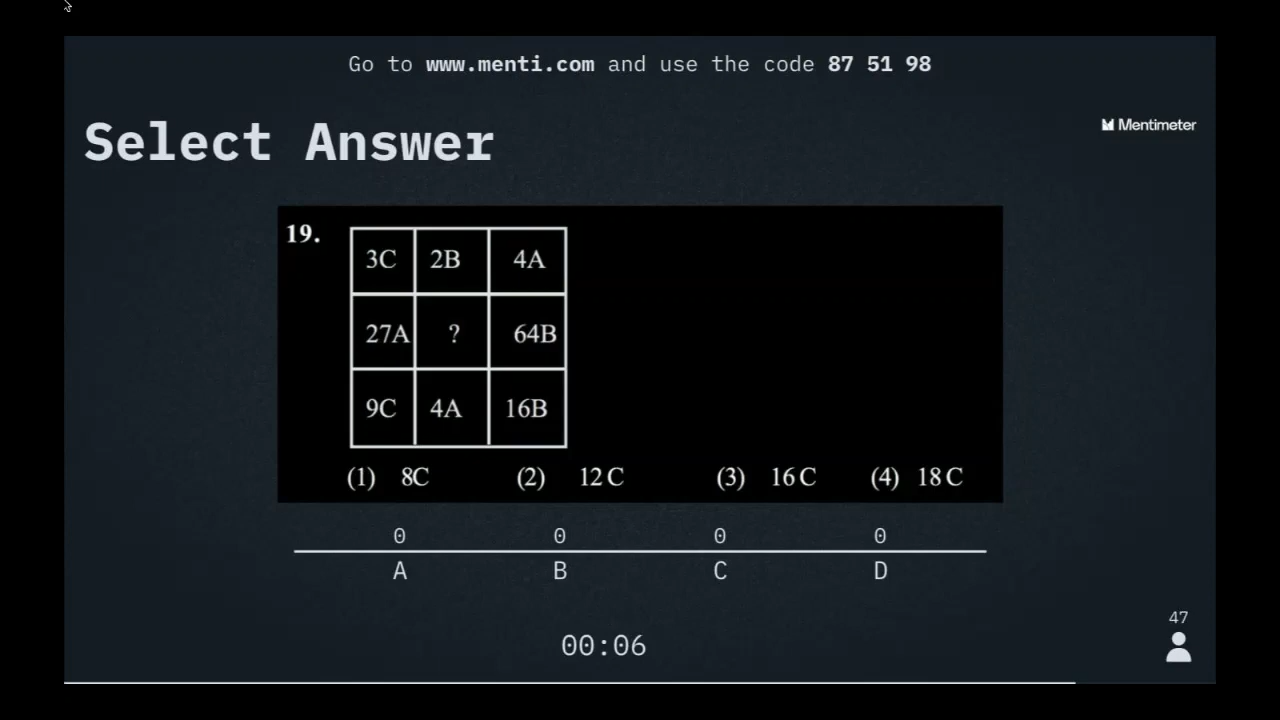 Go to www.menti.com and use the code 87 51 98
Mentimeter
Select Answer
19.
3C 2B 4A
27A ? 64B
9C 4A 16B
(1) 8C (2) 12 C (3) 16 C (4) 18 C
0 0 0 0
A B C D
47
00:06